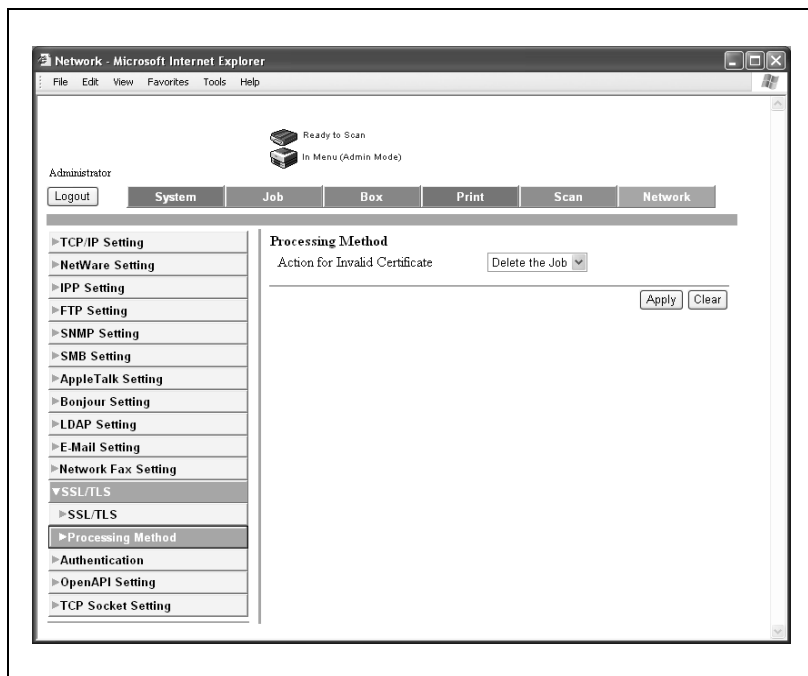 Network - Microsoft Internet Explorer
File Edit View Favorites Tools Help
Ready to Scan
In Menu (Admin Mode)
Administrator
Logout System Job Box Print Scan Network
TCP/IP Setting
NetWare Setting
IPP Setting
FTP Setting
SNMP Setting
SMB Setting
AppleTalk Setting
Bonjour Setting
LDAP Setting
E-Mail Setting
Network Fax Setting
SSL/TLS
SSL/TLS
Processing Method
Authentication
OpenAPI Setting
TCP Socket Setting
Processing Method
Action for Invalid Certificate Delete the Job
Apply Clear